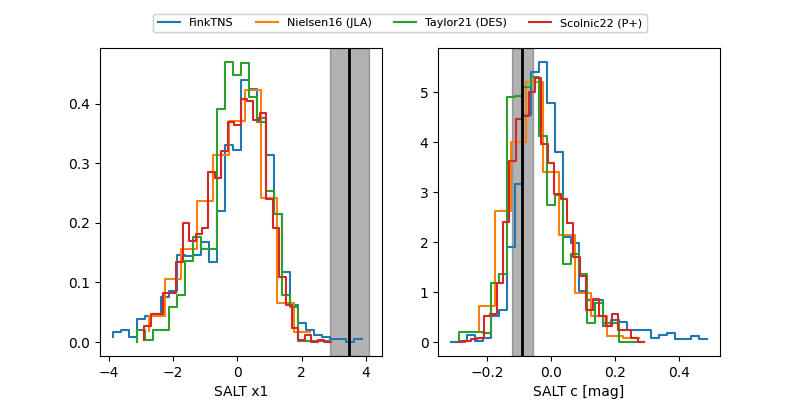 FinkTNS Nielsen16 (JLA) Taylor21 (DES) Scolnic22 (P+)
0.4
0.3
0.2
0.1
0.0
−4 −2 0 2 4
SALT x1
5
4
3
2
1
0
−0.2 0.0 0.2 0.4
SALT c [mag]